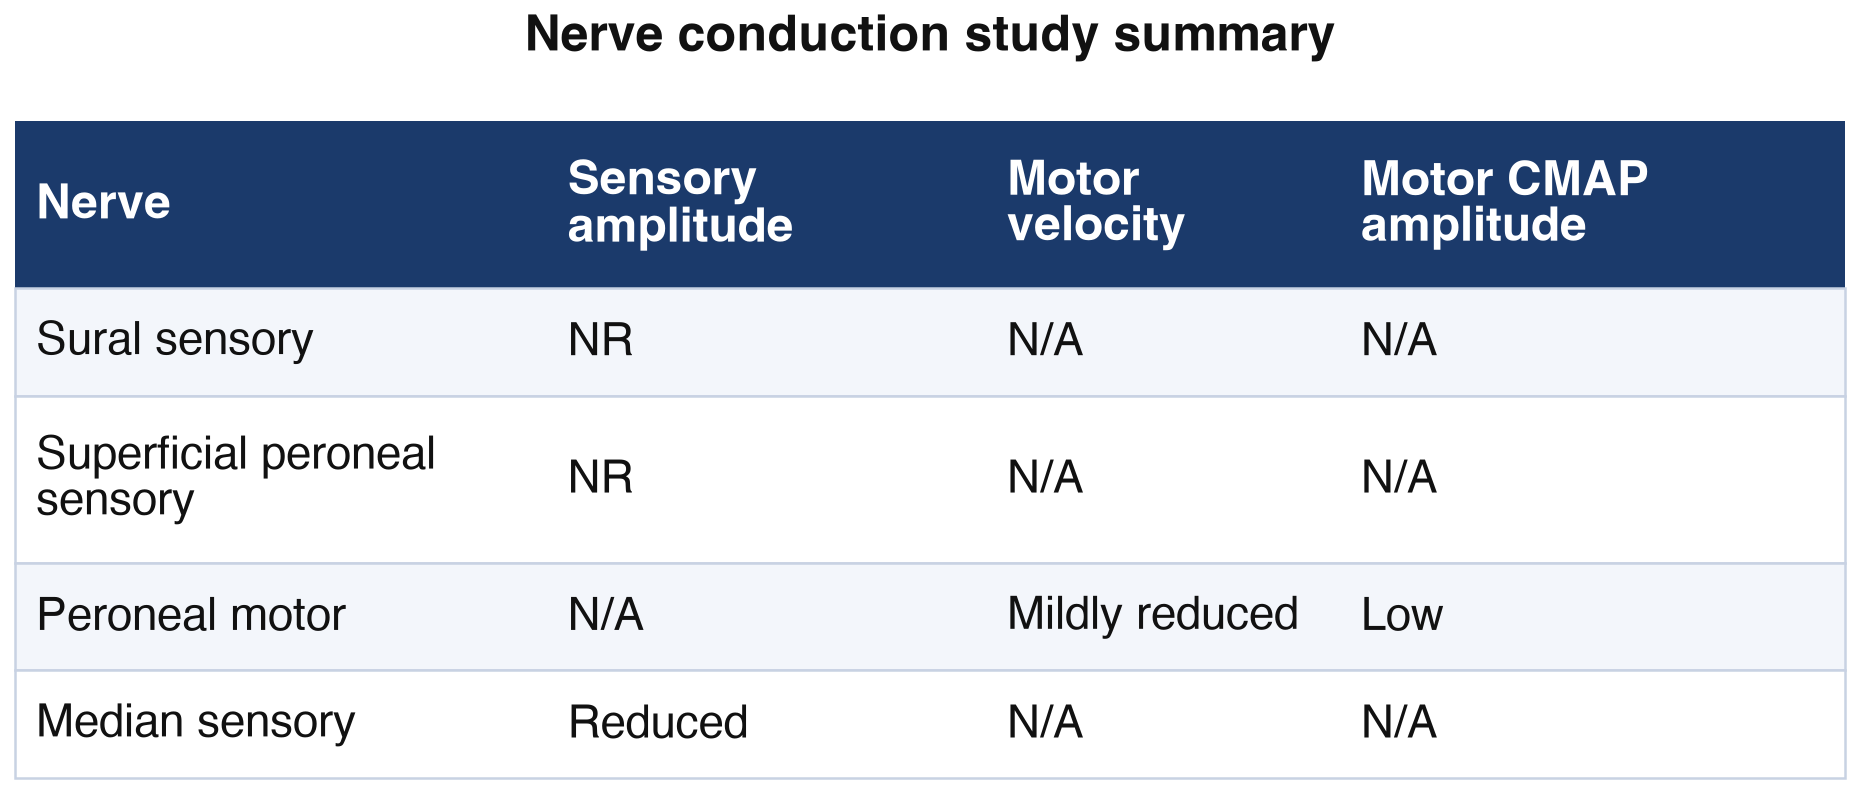 Nerve conduction study summary
Nerve Sensory amplitude Motor velocity Motor CMAP amplitude
Sural sensory NR N/A N/A
Superficial peroneal sensory NR N/A N/A
Peroneal motor N/A Mildly reduced Low
Median sensory Reduced N/A N/A